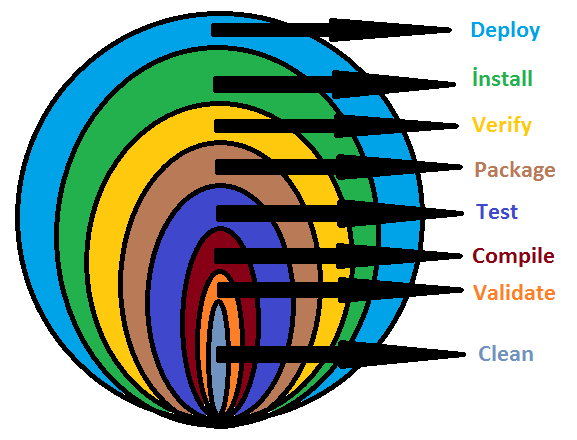 Deploy
İnstall
Verify
Package
Test
Compile
Validate
Clean